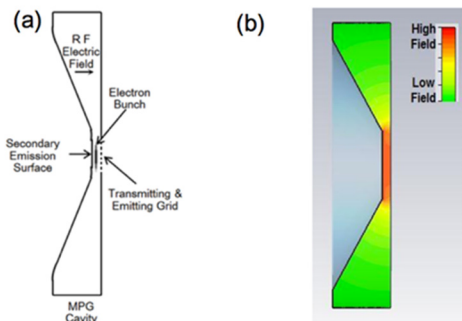 (a)
R F
Electric
Field
Electron
Bunch
Secondary
Emission
Surface
Transmitting &
Emitting Grid
MPG
Cavity
(b)
High
Field
Low
Field